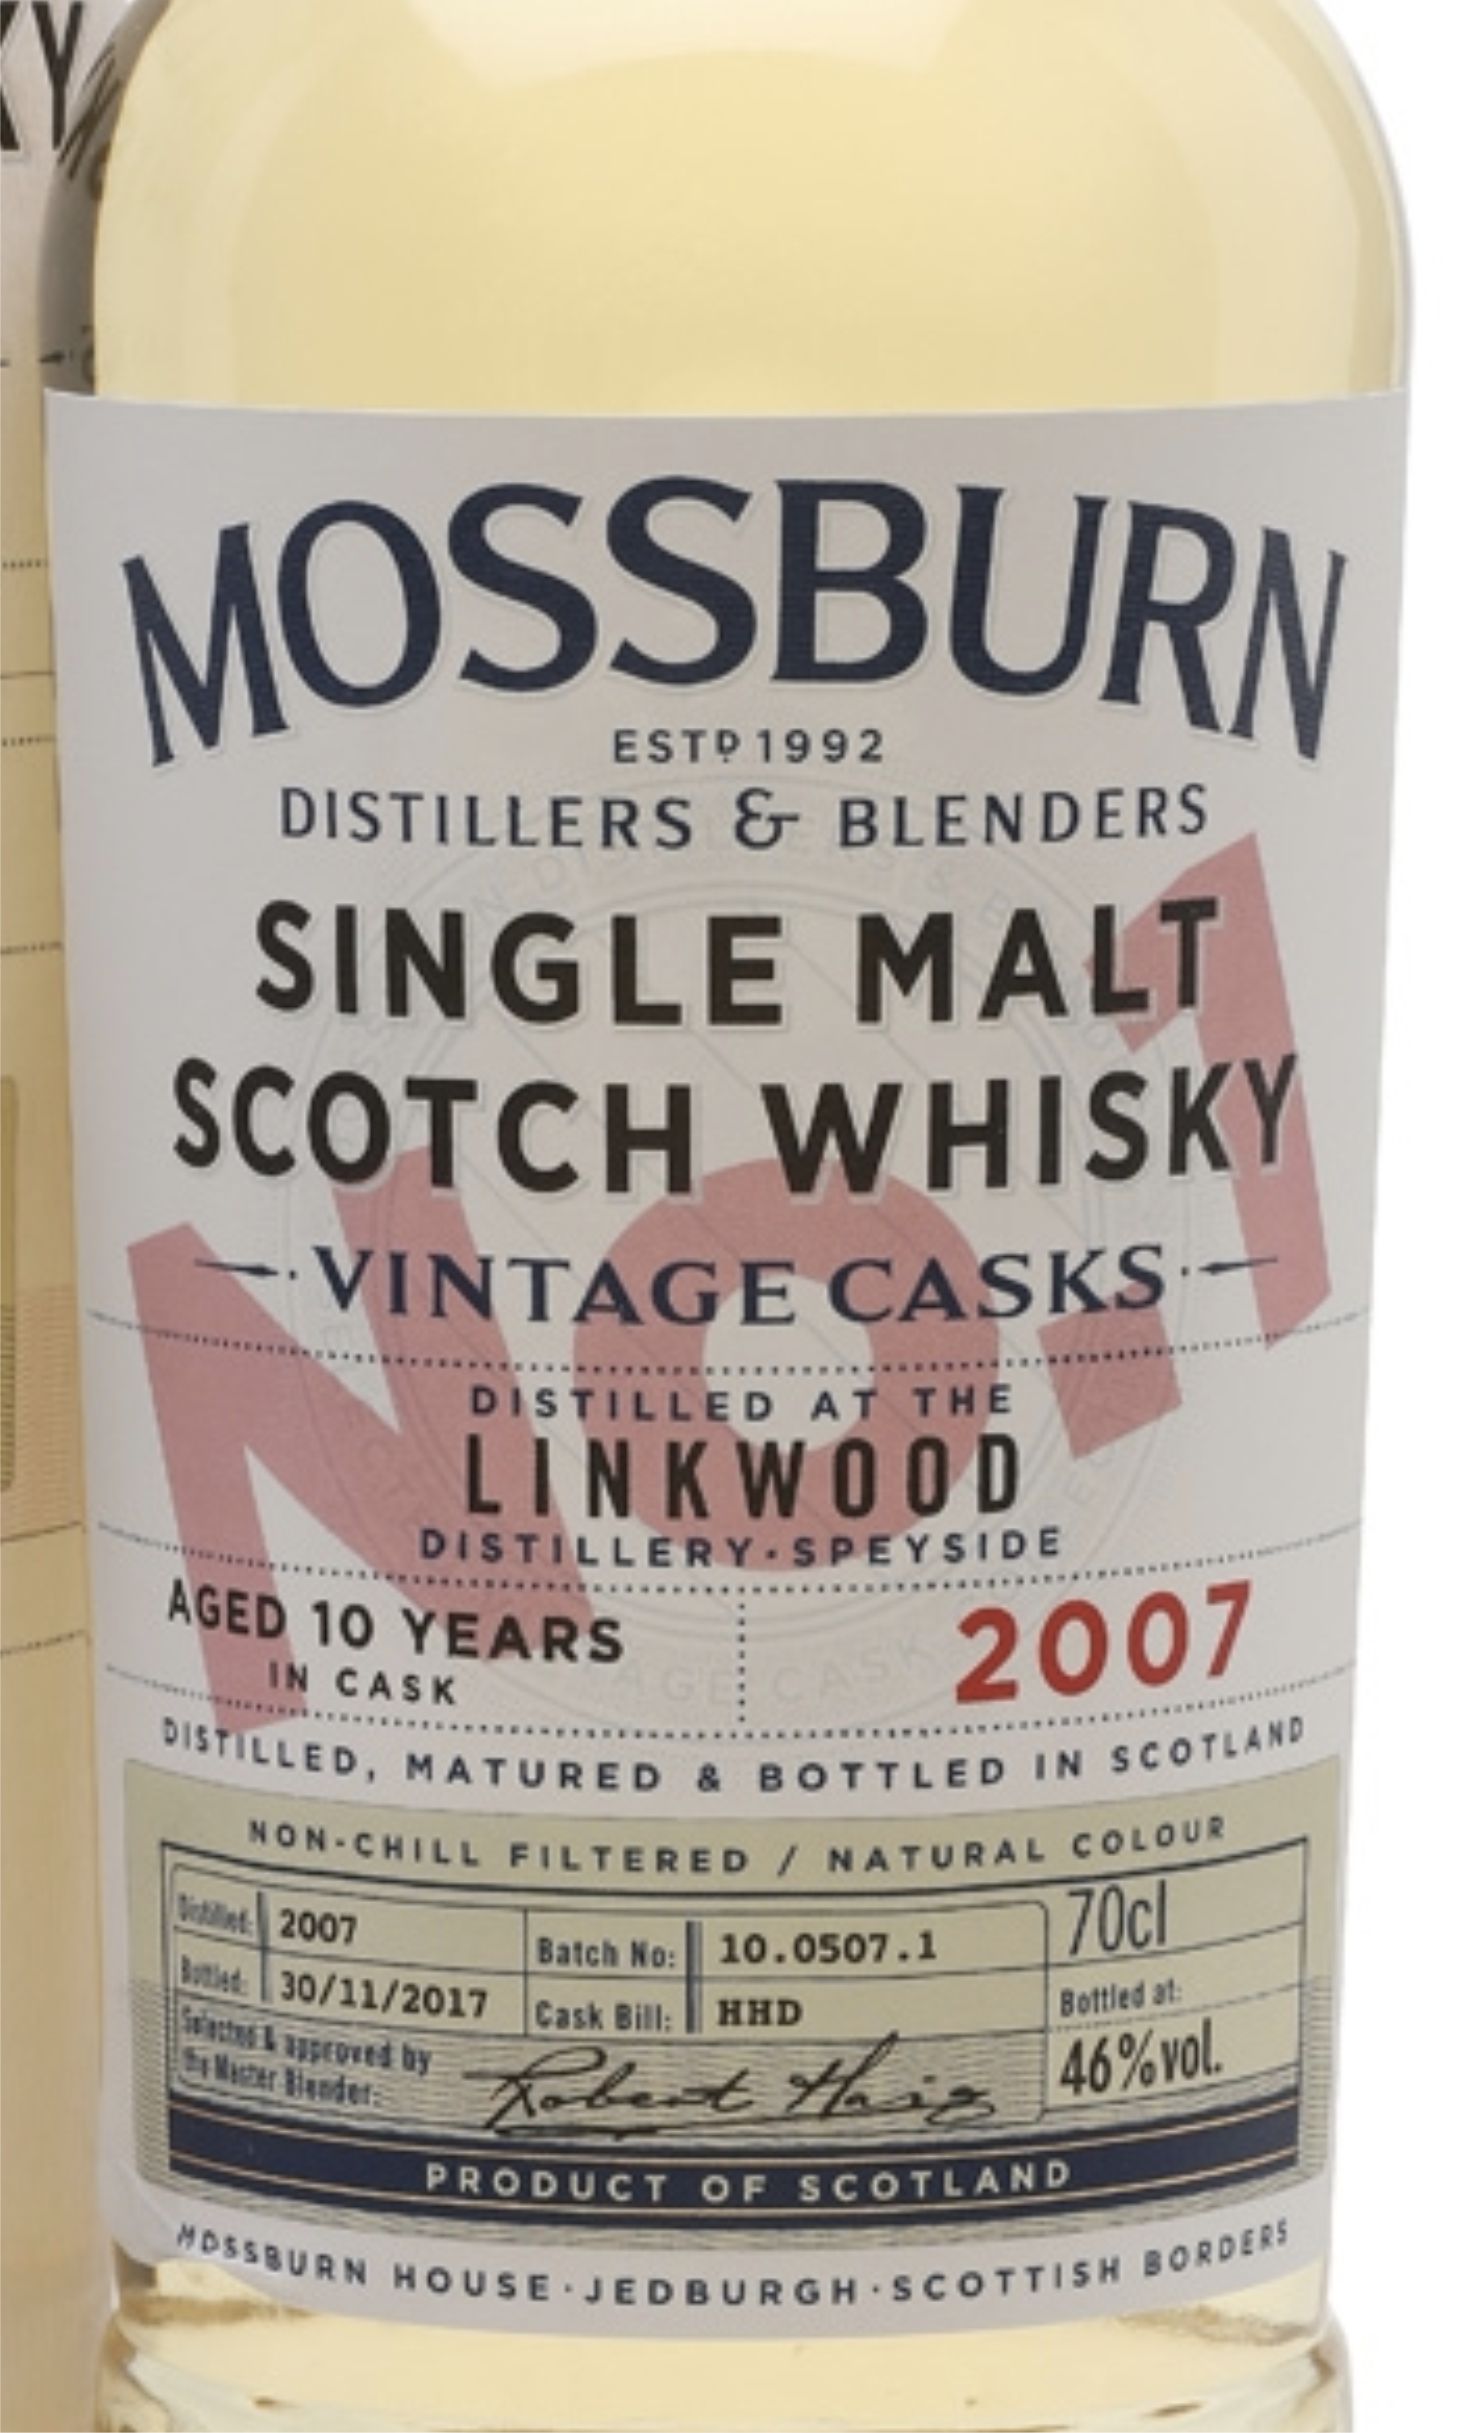 KY
MOSSBURN
ESTD 1992
DISTILLERS & BLENDERS
SINGLE MALT
SCOTCH WHISKY
VINTAGE CASKS
No.1
DISTILLED AT THE
LINKWOOD
DISTILLERY·SPEYSIDE
AGED 10 YEARS
IN CASK
2007
DISTILLED, MATURED & BOTTLED IN SCOTLAND
NON-CHILL FILTERED / NATURAL COLOUR
Distilled: 2007
Bottled: 30/11/2017
Batch No: 10.0507.1
Cask Bill: HHD
70cl
Bottled at:
46%vol.
Selected & approved by
the Master Blender:
Robert Haig
PRODUCT OF SCOTLAND
MOSSBURN HOUSE·JEDBURGH·SCOTTISH BORDERS